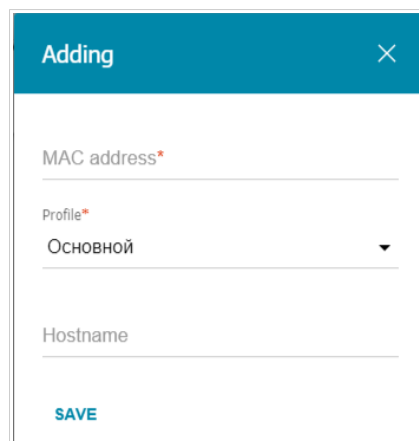 Adding
MAC address*
Profile*
Основной
Hostname
SAVE